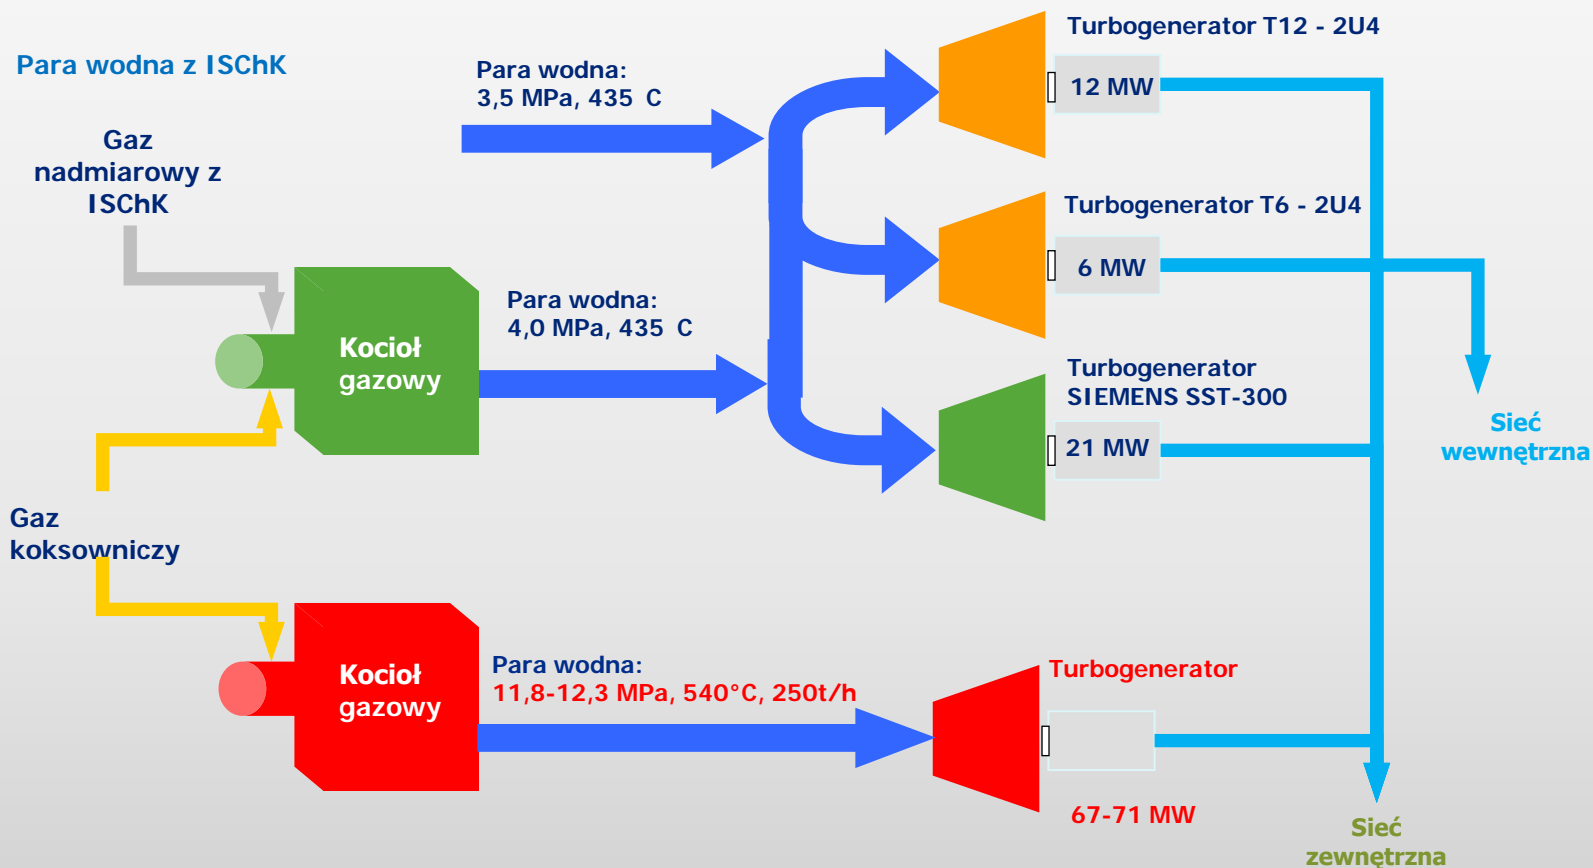 Para wodna z ISChK
Gaz
nadmiarowy z
ISChK
Para wodna:
3,5 MPa, 435 C
Turbogenerator T12 - 2U4
12 MW
Turbogenerator T6 - 2U4
6 MW
Kocioł
gazowy
Para wodna:
4,0 MPa, 435 C
Turbogenerator
SIEMENS SST-300
21 MW
Sieć
wewnętrzna
Gaz
koksowniczy
Kocioł
gazowy
Para wodna:
11,8-12,3 MPa, 540°C, 250t/h
Turbogenerator
67-71 MW
Sieć
zewnętrzna